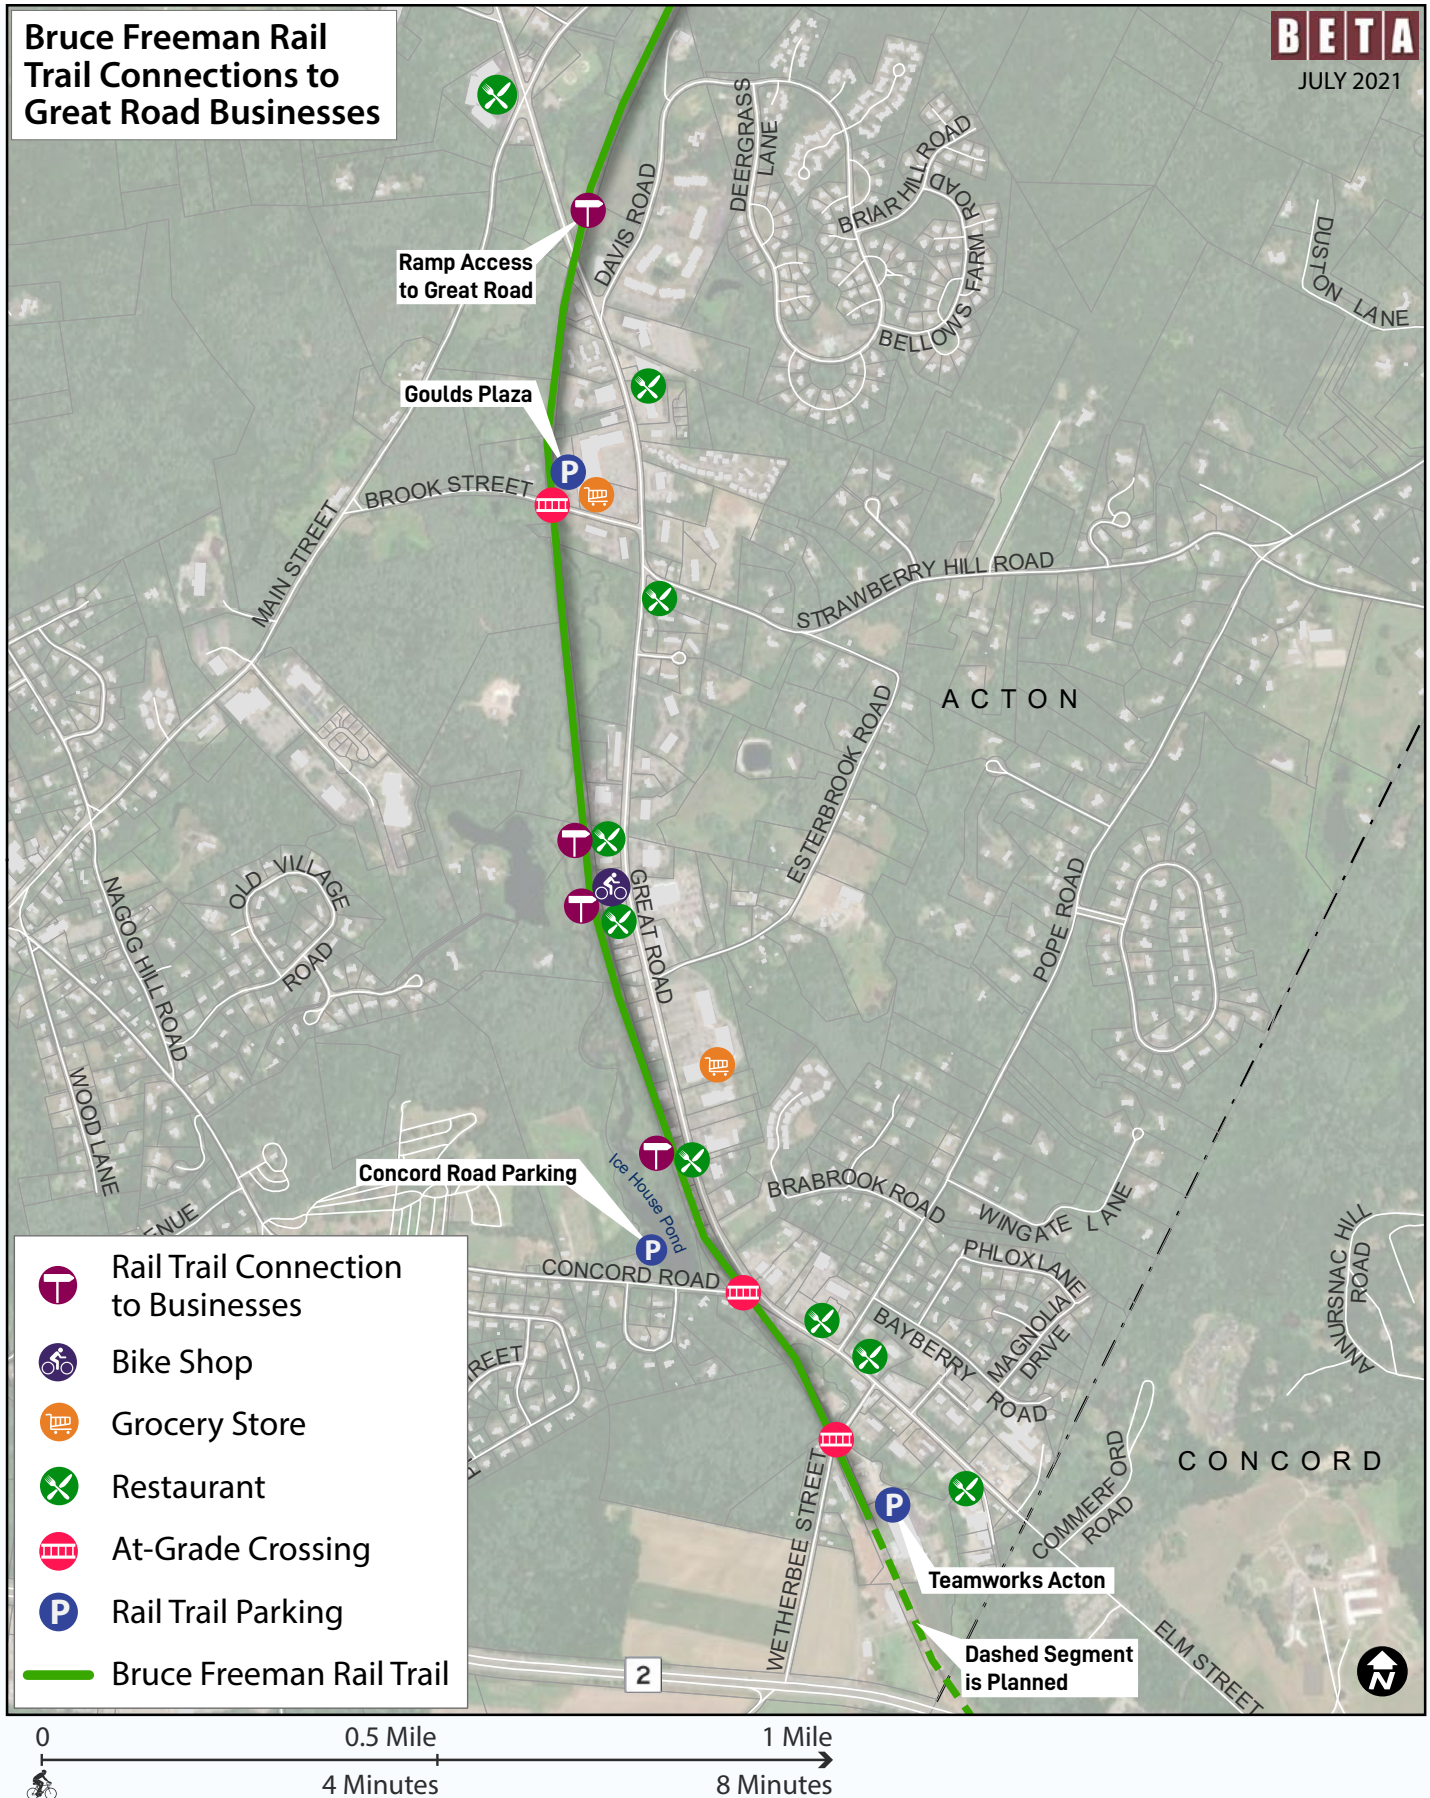 Bruce Freeman Rail
Trail Connections to
Great Road Businesses
BETA
JULY 2021
DEERGRASS
LANE
BRIAR HILL ROAD
DAVIS ROAD
BELLOWS FARM ROAD
DUSTON LANE
Ramp Access
to Great Road
Goulds Plaza
P
BROOK STREET
MAIN STREET
STRAWBERRY HILL ROAD
ACTON
ESTERBROOK ROAD
OLD VILLAGE
ROAD
NAGOG HILL ROAD
GREAT ROAD
POPE ROAD
WOOD LANE
Concord Road Parking
Ice House Pond
P
BRABROOK ROAD
WINGATE LANE
PHLOX LANE
ENUE
CONCORD ROAD
MAGNOLIA
DRIVE
BAYBERRY
ROAD
ANNURSNAC HILL
ROAD
REET
CONCORD
COMMERFORD
ROAD
P
Teamworks Acton
WETHERBEE STREET
Dashed Segment
is Planned
ELM STREET
2
N
Rail Trail Connection
to Businesses
Bike Shop
Grocery Store
Restaurant
At-Grade Crossing
P
Rail Trail Parking
Bruce Freeman Rail Trail
0 0.5 Mile 1 Mile
4 Minutes 8 Minutes